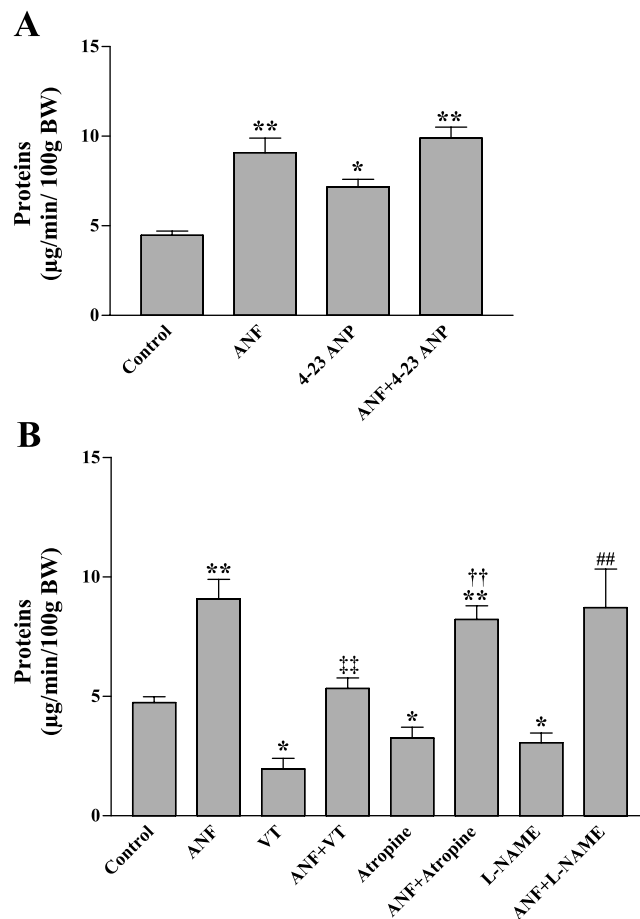 A
Proteins
(µg/min/ 100g BW)
15
10
5
0
**
*
**
Control
ANF
4-23 ANP
ANF+4-23 ANP
B
Proteins
(µg/min/100g BW)
15
10
5
0
**
*
‡‡
*
††
**
*
##
Control
ANF
VT
ANF+VT
Atropine
ANF+Atropine
L-NAME
ANF+L-NAME